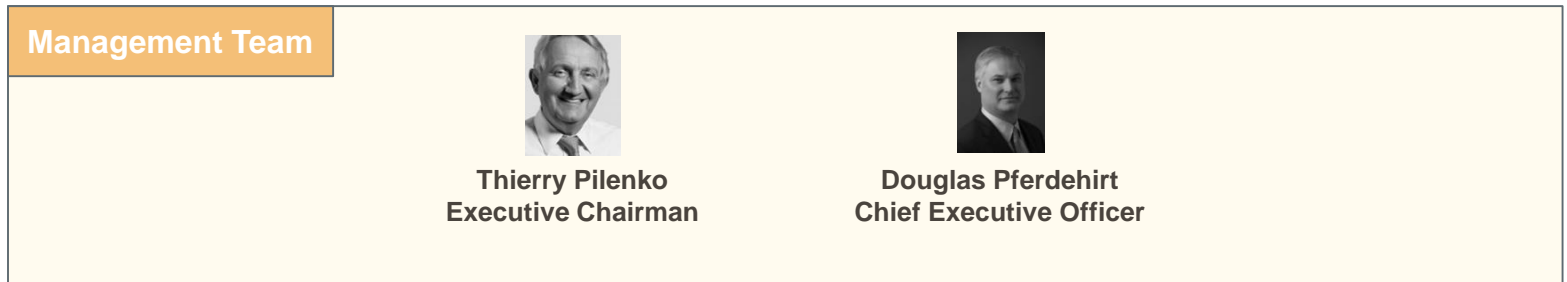 Management Team
Thierry Pilenko
Executive Chairman
Douglas Pferdehirt
Chief Executive Officer